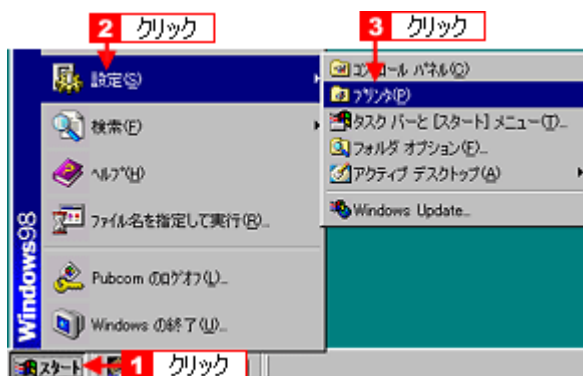 2 クリック
3 クリック
設定(S)
検索(F)
ヘルプ(H)
ファイル名を指定して実行(R)...
Pubcom のログオフ(L)...
Windows の終了(U)...
Windows98
コントロール パネル(C)
プリンタ(P)
タスク バーと [スタート] メニュー(T)...
フォルダ オプション(F)...
アクティブ デスクトップ(A)
Windows Update...
スタート
1 クリック